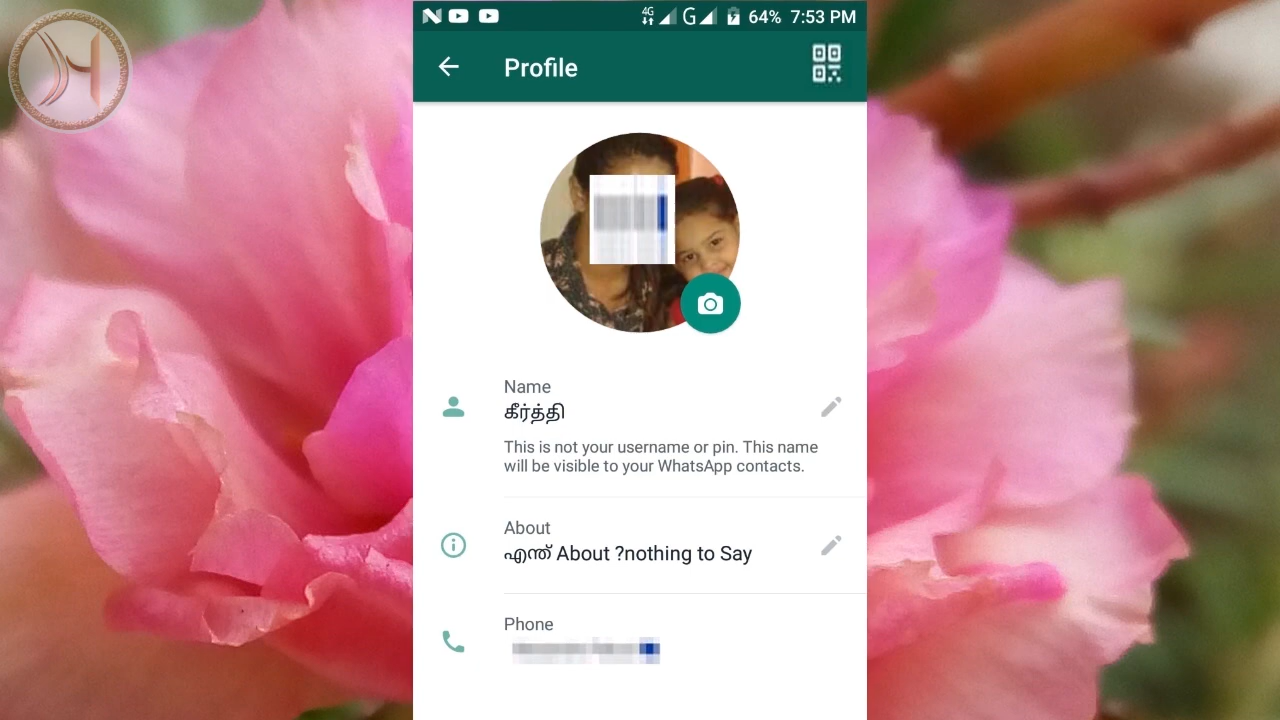 4G G 64% 7:53 PM
Profile
Name
கீர்த்தி
This is not your username or pin. This name
will be visible to your WhatsApp contacts.
About
എന്ത് About ?nothing to Say
Phone